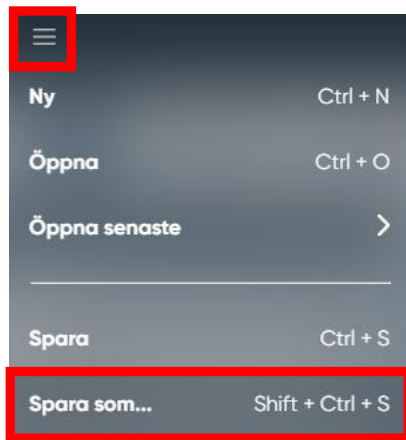 Ny Ctrl + N
Öppna Ctrl + O
Öppna senaste
Spara Ctrl + S
Spara som... Shift + Ctrl + S